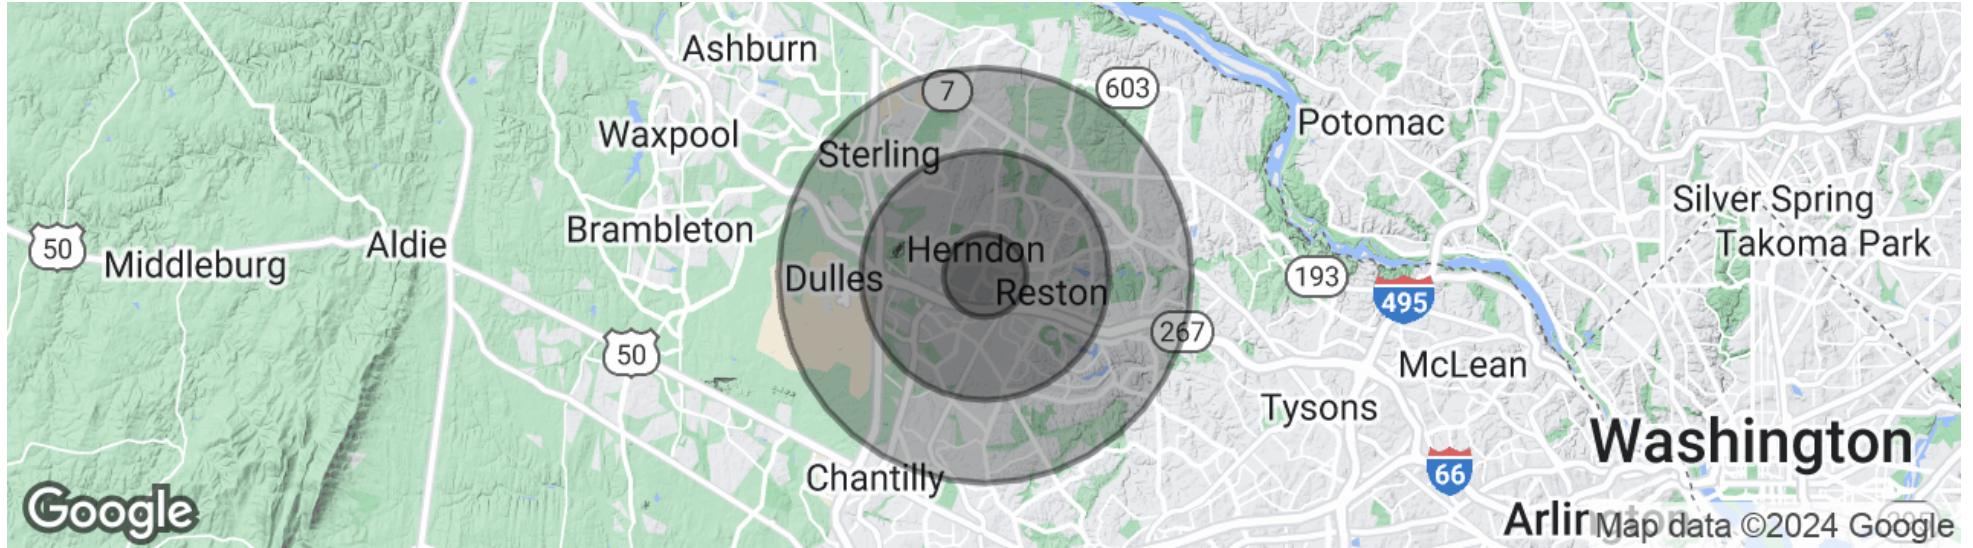 Ashburn
7
603
Potomac
Waxpool
Sterling
Silver Spring
Brambleton
50
Middleburg
Aldie
Herndon
Takoma Park
Dulles
Reston
193
495
267
50
McLean
Tysons
Washington
Chantilly
66
Google
Map data ©2024 Google